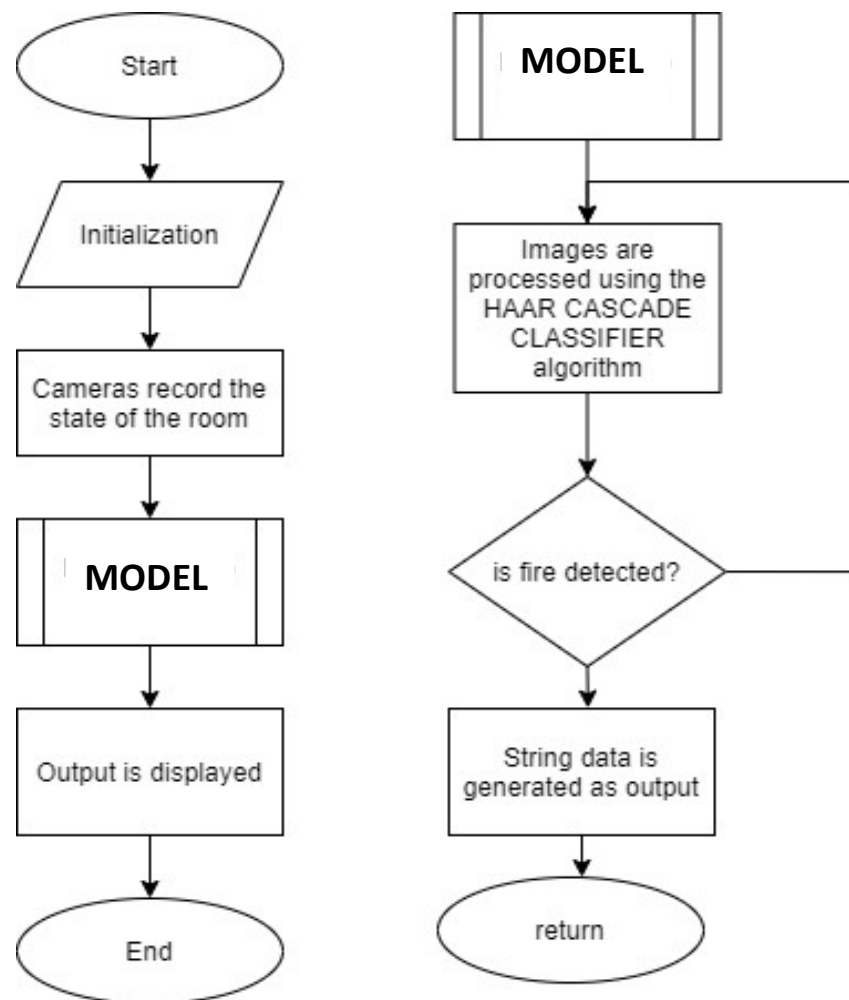 Start
Initialization
Cameras record the
state of the room
MODEL
Output is displayed
End
MODEL
Images are
processed using the
HAAR CASCADE
CLASSIFIER
algorithm
is fire detected?
String data is
generated as output
return